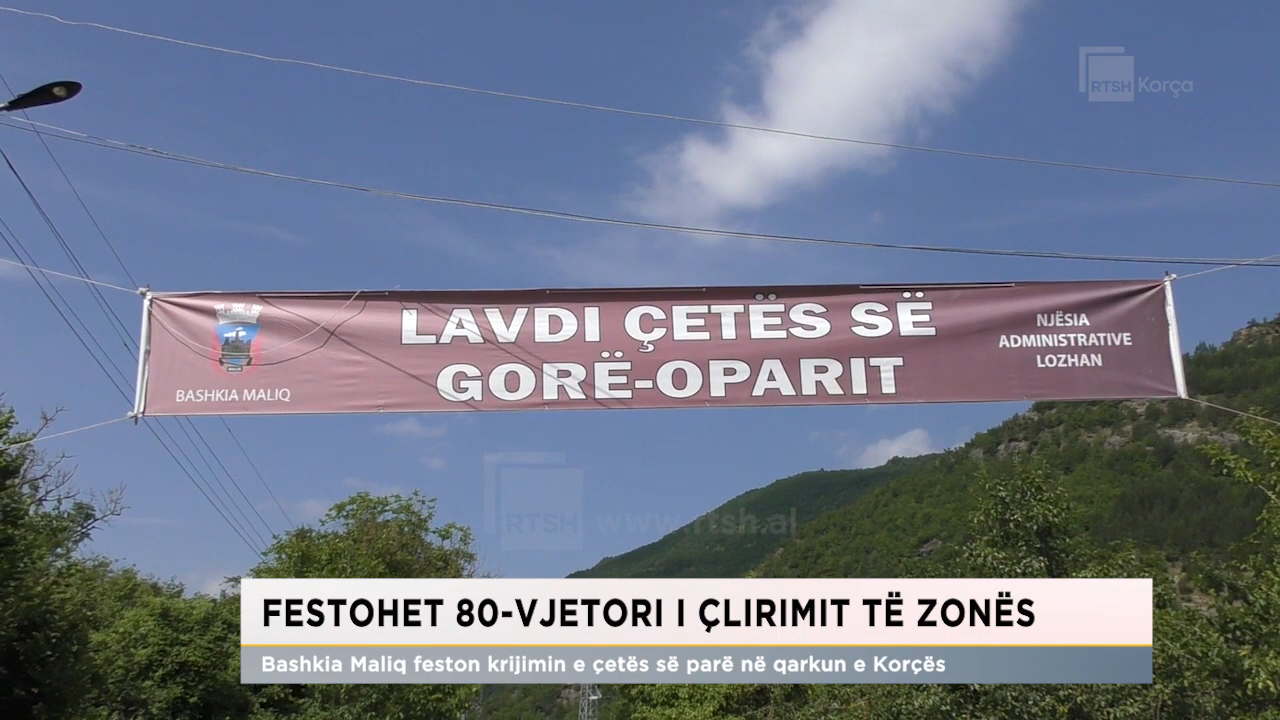 RTSH Korça
LAVDI ÇETËS SË
GORË-OPARIT
BASHKIA MALIQ
NJËSIA
ADMINISTRATIVE
LOZHAN
RTSH www.rtsh.al
FESTOHET 80-VJETORI I ÇLIRIMIT TË ZONËS
Bashkia Maliq feston krijimin e çetës së parë në qarkun e Korçës